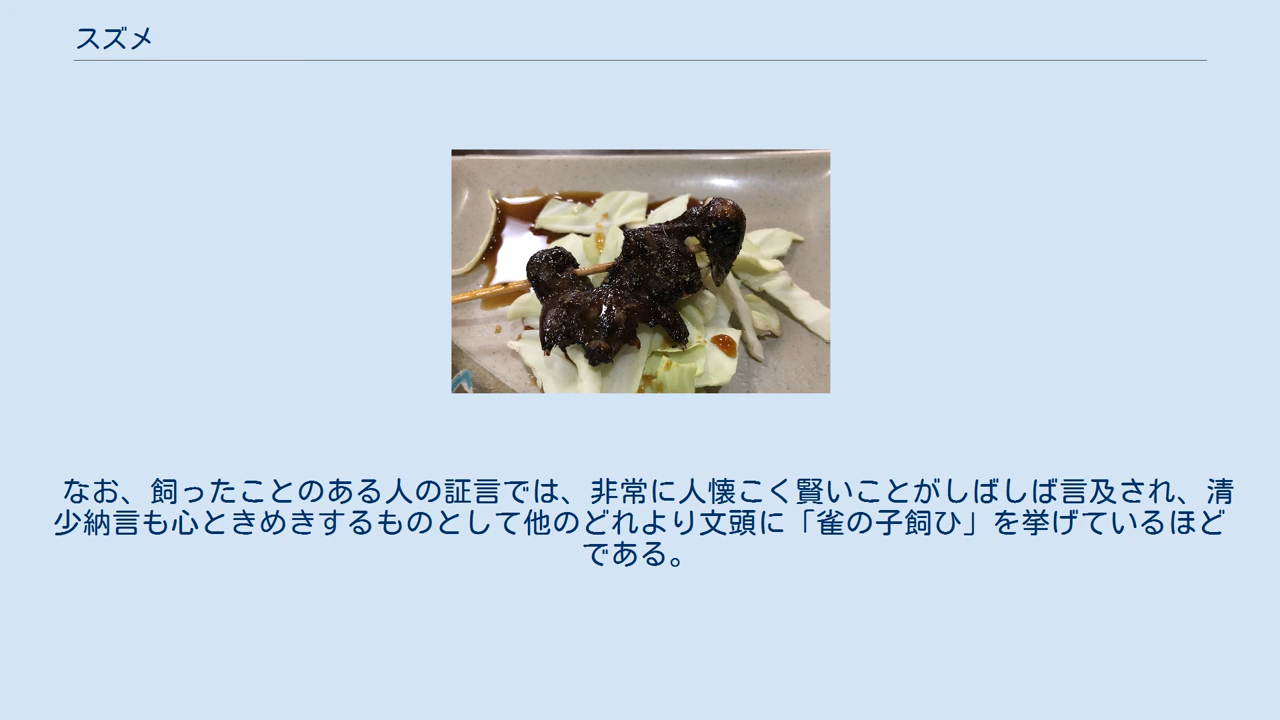 スズメ
なお、飼ったことのある人の証言では、非常に人懐こく賢いことがしばしば言及され、清
少納言も心ときめきするものとして他のどれより文頭に「雀の子飼ひ」を挙げているほど
である。